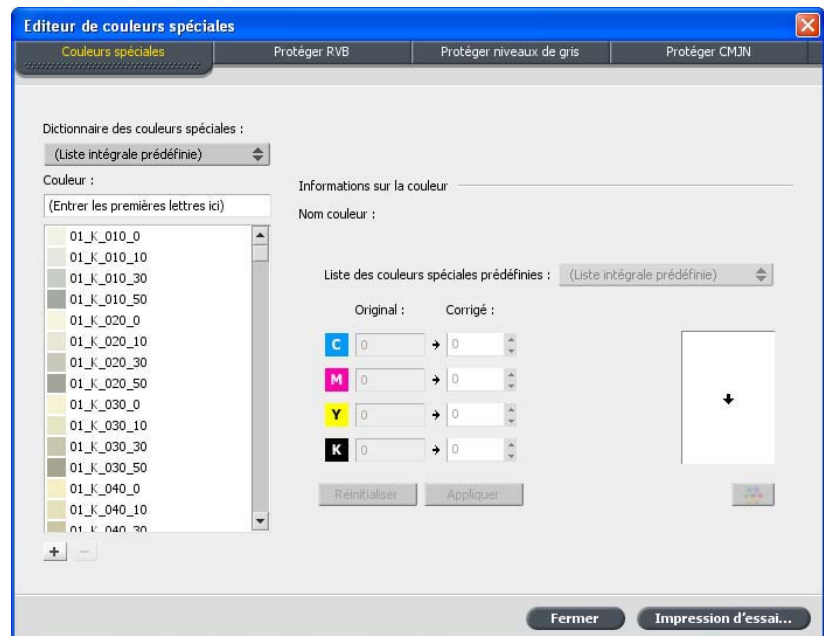 Editeur de couleurs spéciales
Couleurs spéciales
Protéger RVB
Protéger niveaux de gris
Protéger CMJN
Dictionnaire des couleurs spéciales :
(Liste intégrale prédéfinie)
Couleur :
(Entrer les premières lettres ici)
01_K_010_0
01_K_010_10
01_K_010_30
01_K_010_50
01_K_020_0
01_K_020_10
01_K_020_30
01_K_020_50
01_K_030_0
01_K_030_10
01_K_030_30
01_K_030_50
01_K_040_0
01_K_040_10
01_K_040_30
+ −
Informations sur la couleur
Nom couleur :
Liste des couleurs spéciales prédéfinies : (Liste intégrale prédéfinie)
Original : Corrigé :
C 0 → 0
M 0 → 0
Y 0 → 0
K 0 → 0
Réinitialiser
Appliquer
Fermer
Impression d'essai...